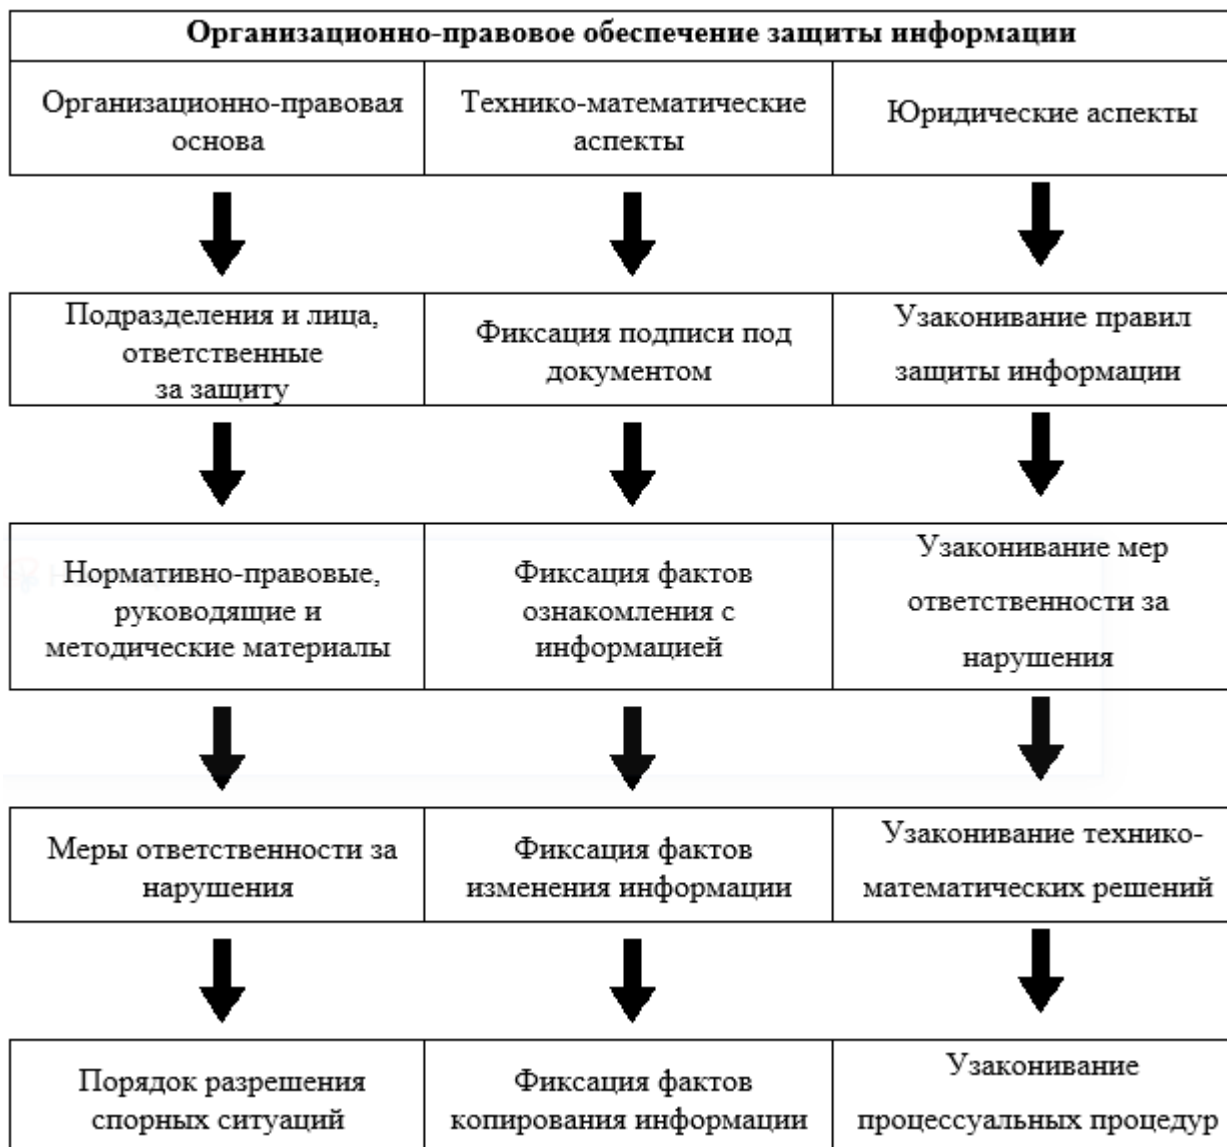 Организационно-правовое обеспечение защиты информации
Организационно-правовая
основа
Технико-математические
аспекты
Юридические аспекты
Подразделения и лица,
ответственные
за защиту
Фиксация подписи под
документом
Узаконивание правил
защиты информации
Нормативно-правовые,
руководящие и
методические материалы
Фиксация фактов
ознакомления с
информацией
Узаконивание мер
ответственности за
нарушения
Меры ответственности за
нарушения
Фиксация фактов
изменения информации
Узаконивание технико-
математических решений
Порядок разрешения
спорных ситуаций
Фиксация фактов
копирования информации
Узаконивание
процессуальных процедур